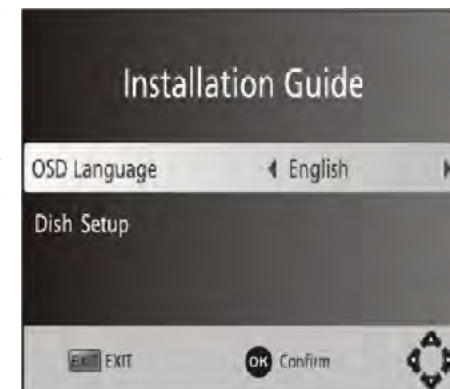 Installation Guide
OSD Language English
Dish Setup
EXIT EXIT OK Confirm